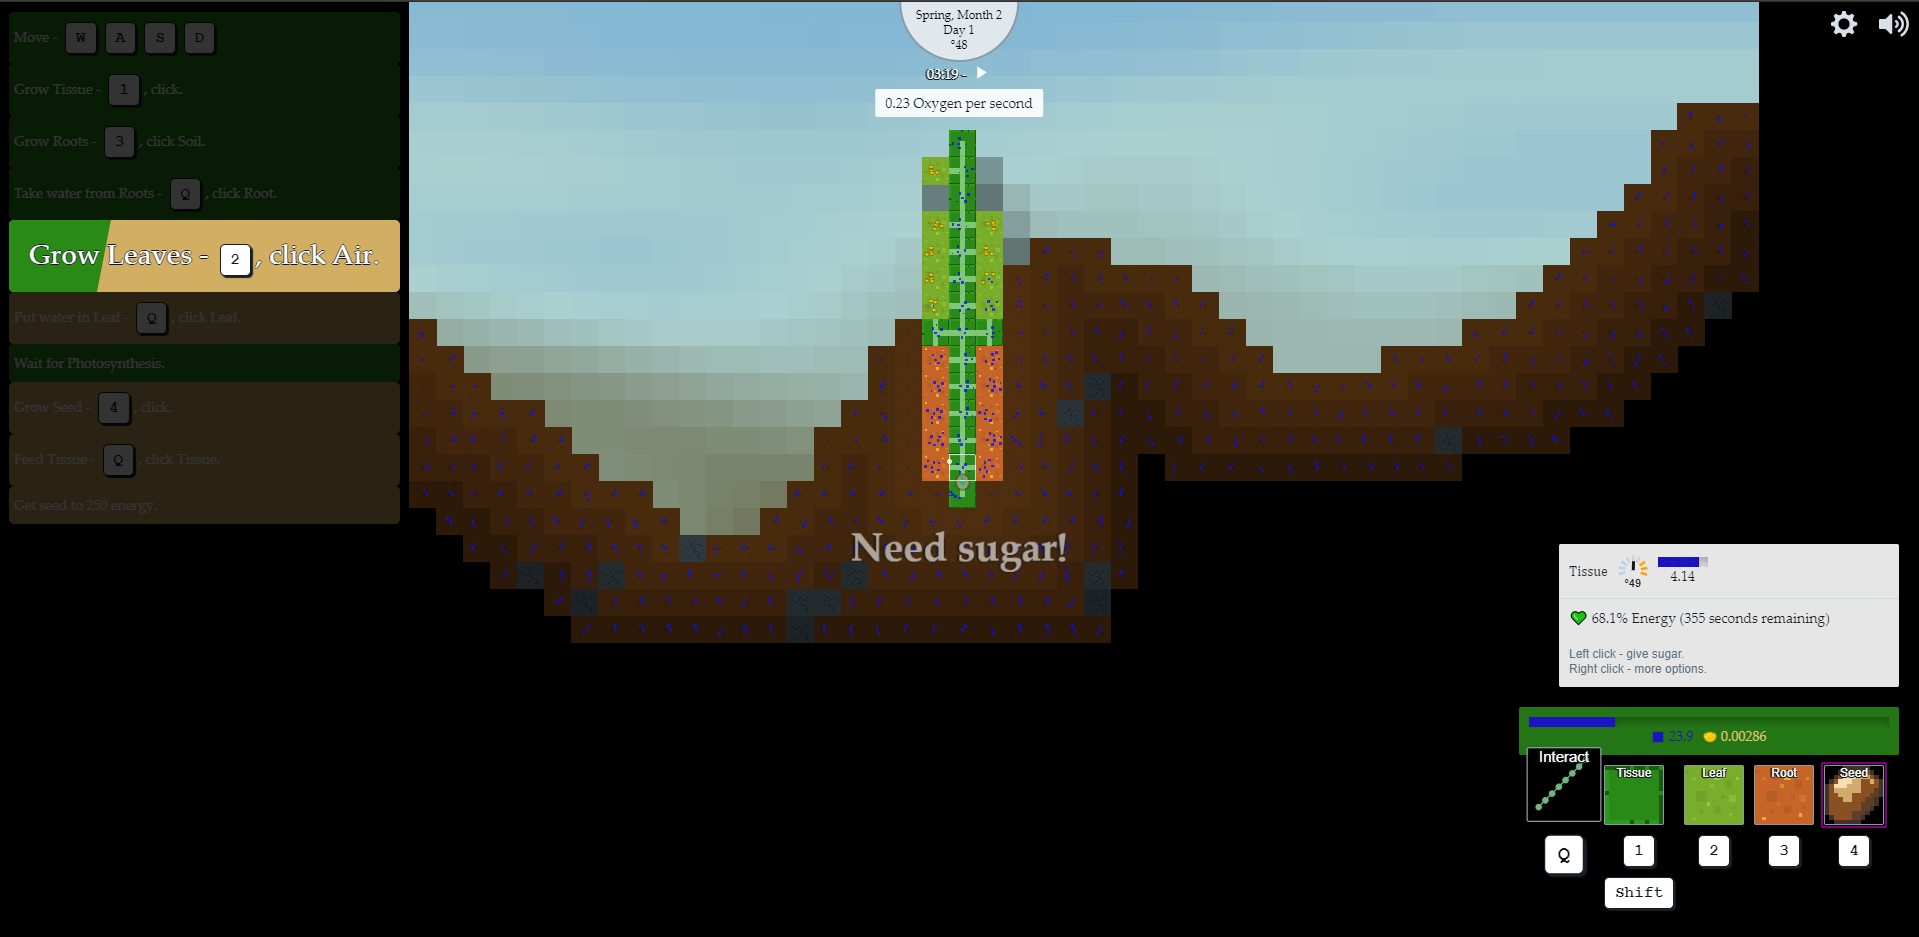 Move - W A S D
Grow Tissue - 1 , click.
Grow Roots - 3 , click Soil.
Take water from Roots - Q , click Root.
Grow Leaves - 2 , click Air.
Put water in Leaf - Q , click Leaf.
Wait for Photosynthesis.
Grow Seed - 4 , click.
Feed Tissue - Q , click Tissue.
Get seed to 250 energy.
Spring, Month 2
Day 1
°48
03:19 -
0.23 Oxygen per second
Need sugar!
Tissue °49 4.14
68.1% Energy (355 seconds remaining)
Left click - give sugar.
Right click - more options.
23.9 0.00286
Interact Tissue Leaf Root Seed
Q 1 2 3 4
Shift